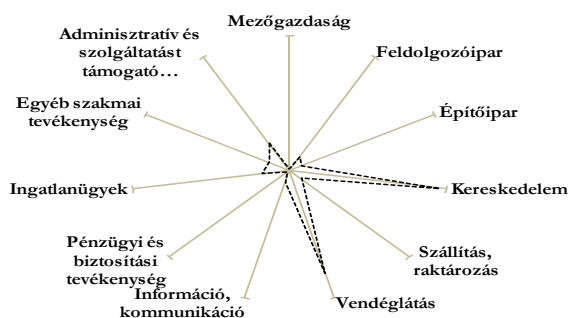 Mezőgazdaság
Feldolgozóipar
Építőipar
Kereskedelem
Szállítás,
raktározás
Vendéglátás
Információ,
kommunikáció
Pénzügyi és
biztosítási
tevékenység
Ingatlanügyek
Egyéb szakmai
tevékenység
Adminisztratív és
szolgáltatást
támogató…